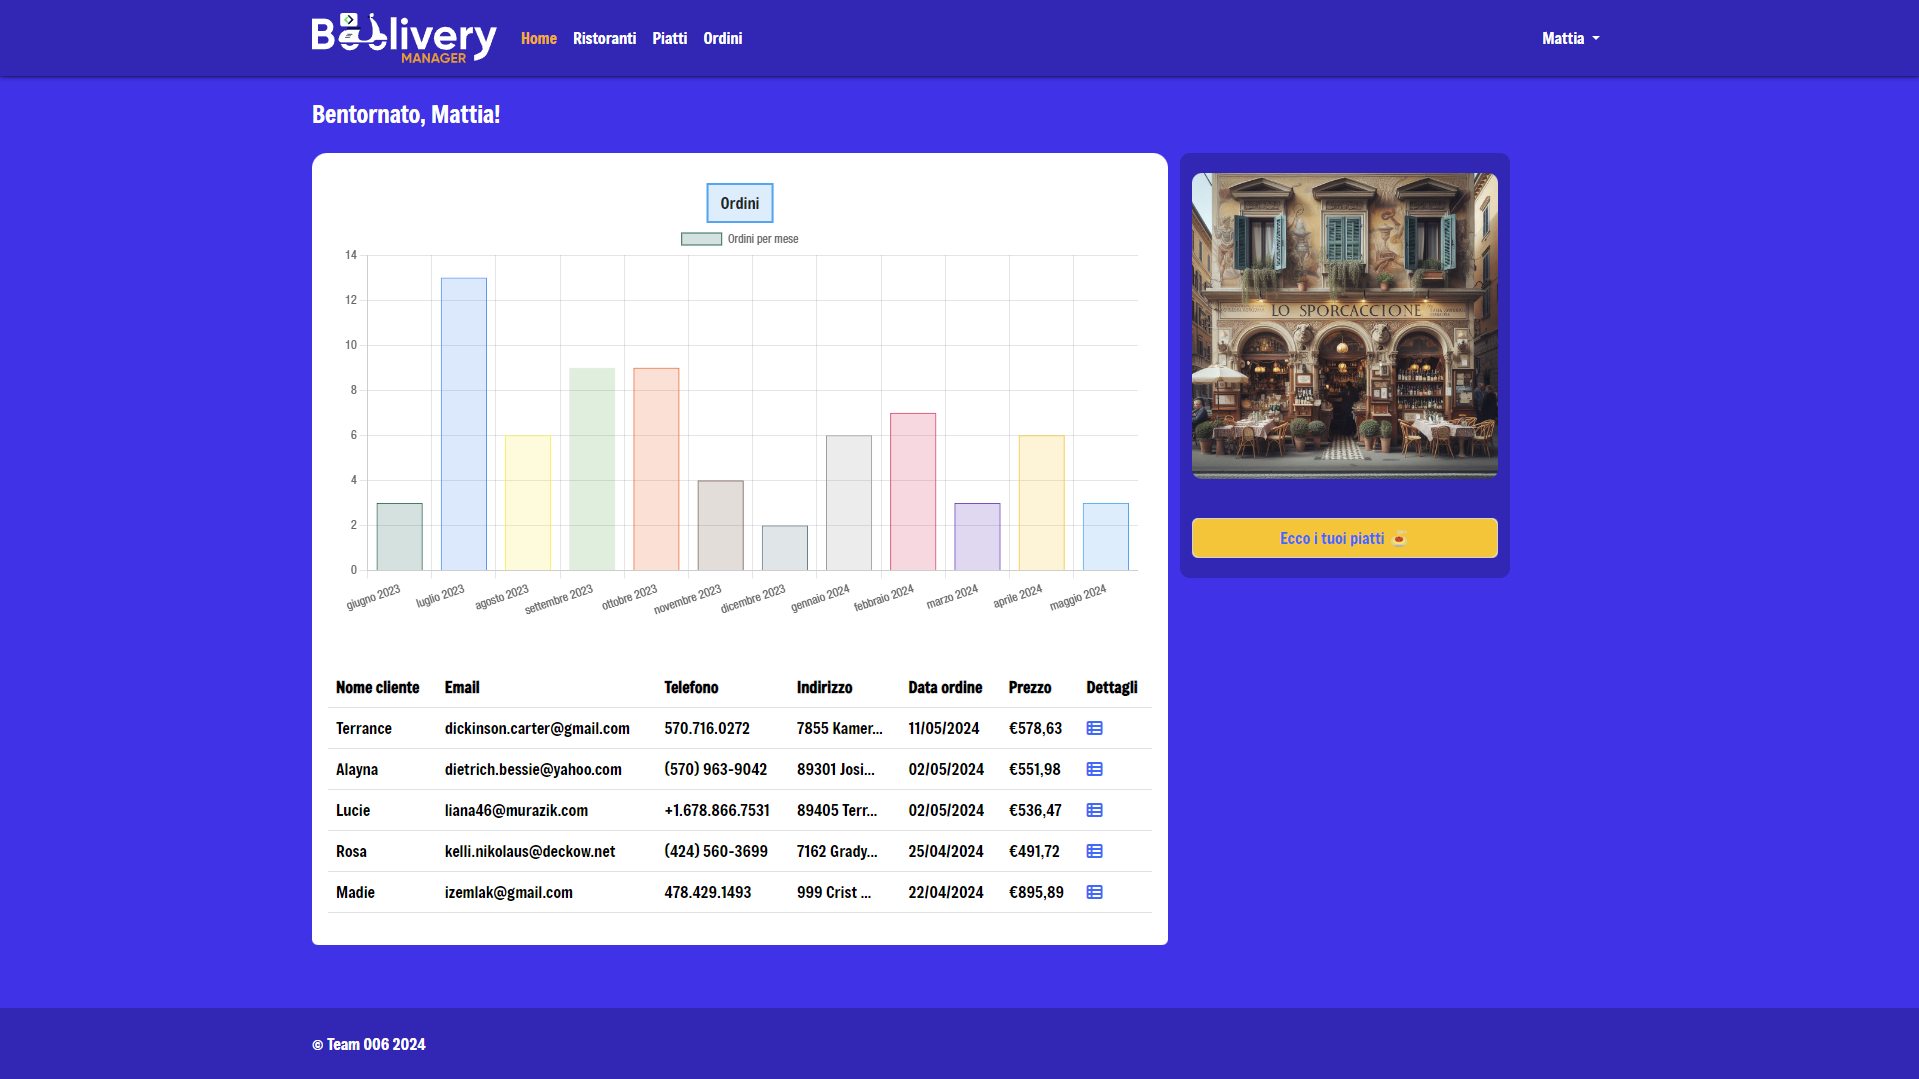 Boolivery
MANAGER
Home Ristoranti Piatti Ordini
Mattia
Bentornato, Mattia!
Ordini
Ordini per mese
14
12
10
8
6
4
2
0
giugno 2023 luglio 2023 agosto 2023 settembre 2023 ottobre 2023 novembre 2023 dicembre 2023 gennaio 2024 febbraio 2024 marzo 2024 aprile 2024 maggio 2024
LO SPORCACCIONE
Ecco i tuoi piatti
Nome cliente Email Telefono Indirizzo Data ordine Prezzo Dettagli
Terrance dickinson.carter@gmail.com 570.716.0272 7855 Kamer... 11/05/2024 €578,63
Alayna dietrich.bessie@yahoo.com (570) 963-9042 89301 Josi... 02/05/2024 €551,98
Lucie liana46@murazik.com +1.678.866.7531 89405 Terr... 02/05/2024 €536,47
Rosa kelli.nikolaus@deckow.net (424) 560-3699 7162 Grady... 25/04/2024 €491,72
Madie izemlak@gmail.com 478.429.1493 999 Crist ... 22/04/2024 €895,89
© Team 006 2024